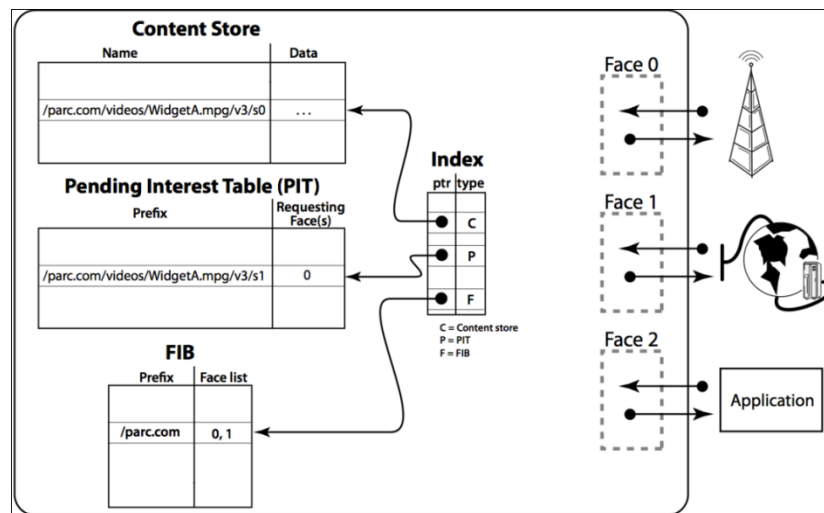 Content Store
Name Data
/parc.com/videos/WidgetA.mpg/v3/s0 ...
Pending Interest Table (PIT)
Prefix Requesting Face(s)
/parc.com/videos/WidgetA.mpg/v3/s1 0
FIB
Prefix Face list
/parc.com 0, 1
Index
ptr type
C
P
F
C = Content store
P = PIT
F = FIB
Face 0
Face 1
Face 2
Application